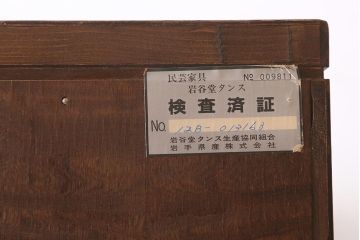 民芸家具 No 009811
岩谷堂タンス
検査済証
No.
岩谷堂タンス生産協同組合
岩手県産株式会社